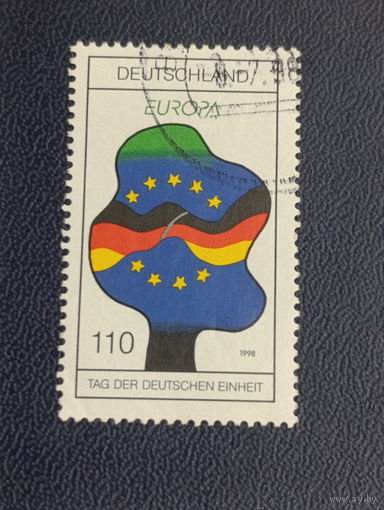 DEUTSCHLAND
EUROPA
110
1998
TAG DER DEUTSCHEN EINHEIT
www.ay.by